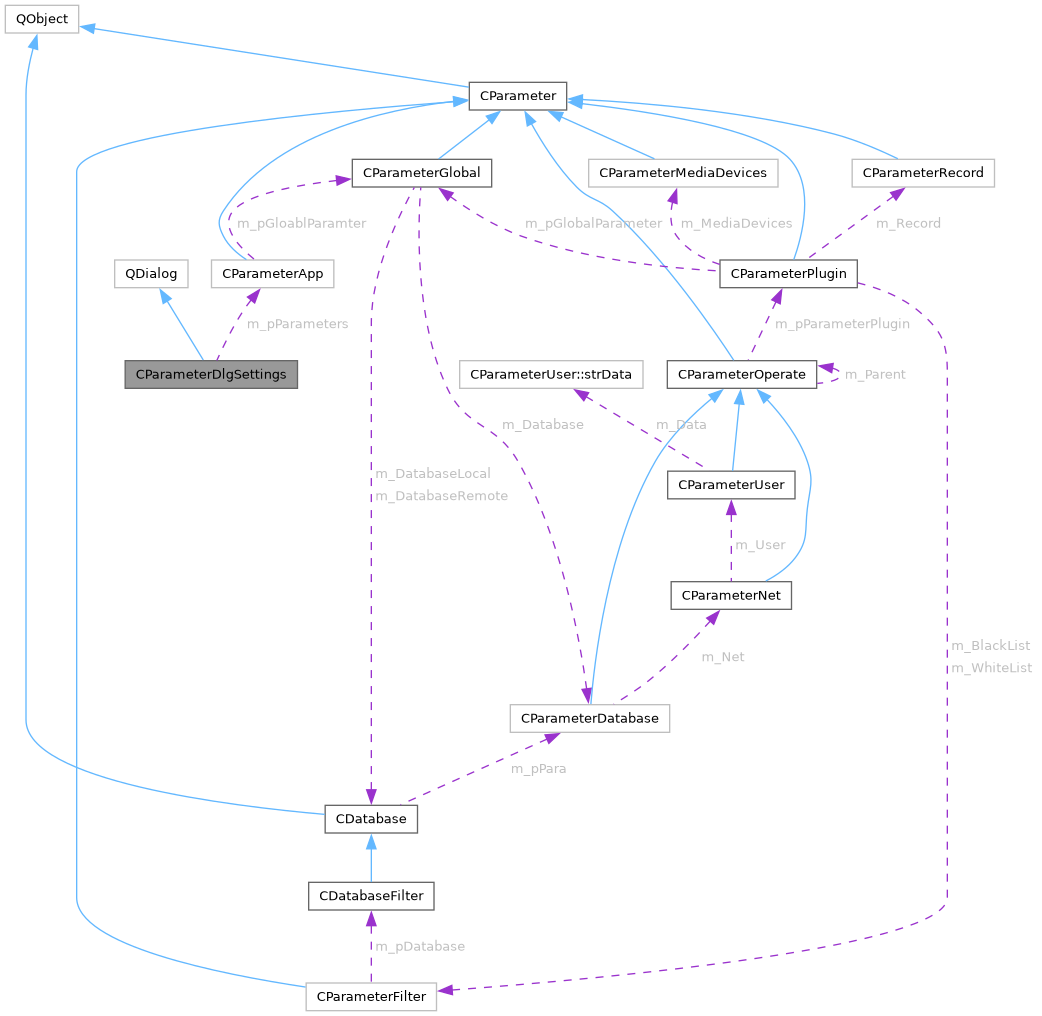 QObject
CParameter
CParameterGlobal
CParameterMediaDevices
CParameterRecord
m_pGloablParamter
m_pGlobalParameter
m_MediaDevices
m_Record
QDialog
CParameterApp
CParameterPlugin
m_pParameters
m_pParameterPlugin
CParameterDlgSettings
CParameterUser::strData
CParameterOperate
m_Parent
m_Database
m_Data
m_DatabaseLocal
m_DatabaseRemote
CParameterUser
m_User
CParameterNet
m_BlackList
m_WhiteList
m_Net
CParameterDatabase
m_pPara
CDatabase
CDatabaseFilter
m_pDatabase
CParameterFilter